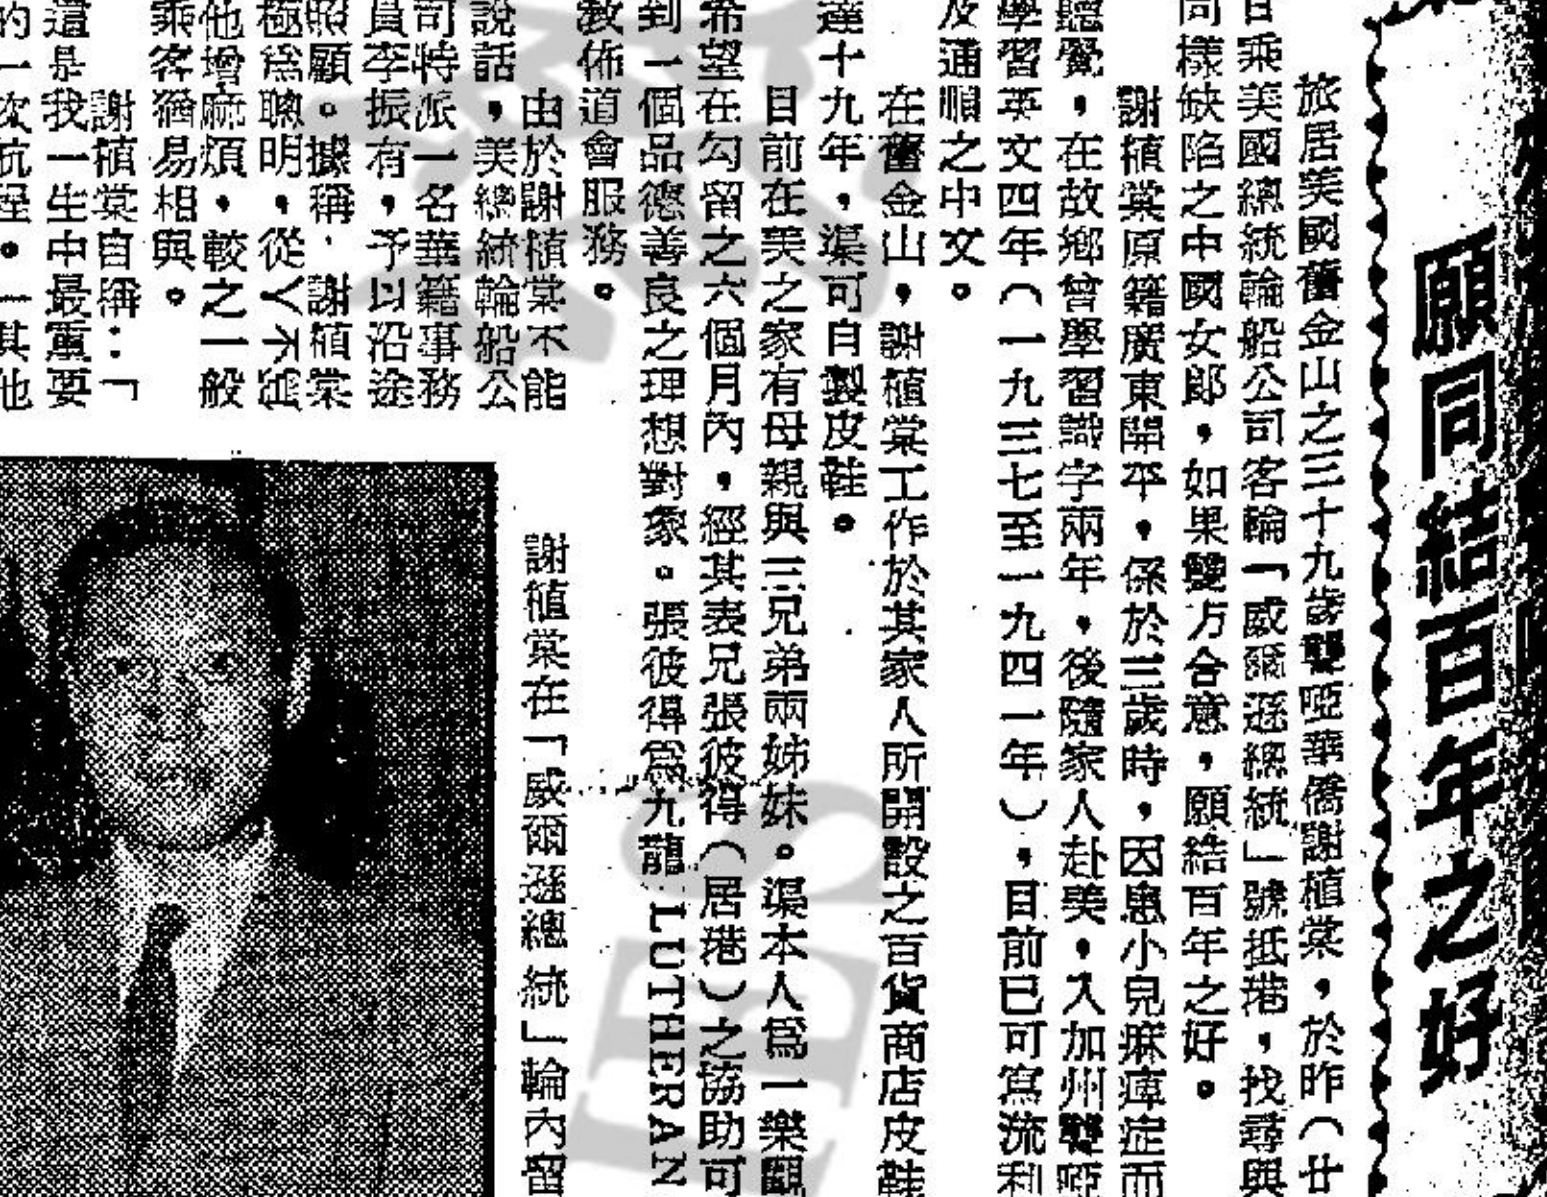 願同結百年之好
旅居美國舊金山之三十九歲聾啞華僑謝植棠，於昨（廿
日乘美國總統輪船公司客輪「威爾遜總統」號抵港，找尋與
同樣缺陷之中國女郎，如果雙方合意，願結百年之好。
謝植棠原籍廣東開平，係於三歲時，因患小兒痳痺症而
聽覺，在故鄉曾學習識字兩年，後隨家人赴美，入加州聾啞
學習英文四年（一九三七至一九四一年），目前已可寫流利
及通順之中文。
在舊金山，謝植棠工作於其家人所開設之百貨商店皮鞋
達十九年，渠可自製皮鞋。
目前在美之家有母親與三兄弟兩姊妹。渠本人為一樂觀
希望在勾留之六個月內，經其表兄張彼得（居港）之協助可
到一個品德善良之理想對象。張彼得為九龍LUTHERAN
教佈道會服務。
由於謝植棠不能
說話，美總統輪船公
司特派一名華籍事務
員李振有，予以沿途
照顧。據稱，謝植棠
極為聰明，從不
他增麻煩，較之一般
乘客猶易相與。
謝植棠自稱：「
這是我一生中最重要
的一次航程。一其他
謝植棠在「威爾遜總統」輪內留